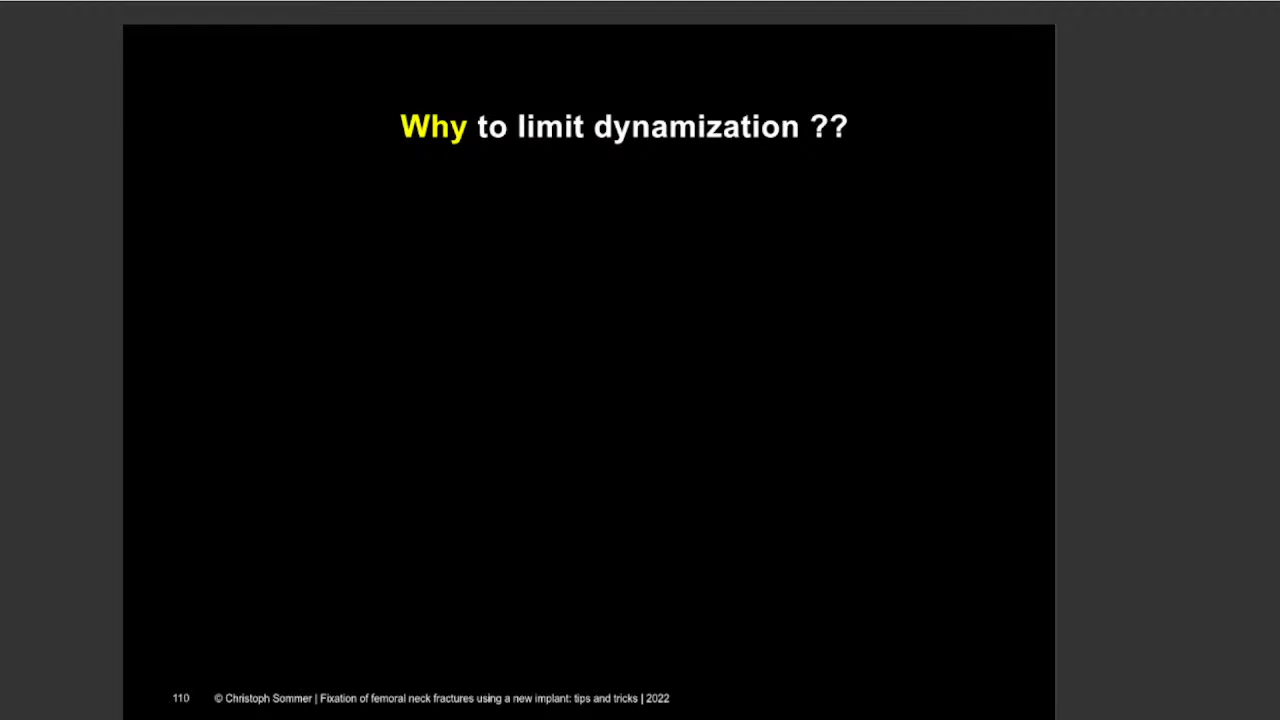 Why to limit dynamization ??
110 © Christoph Sommer | Fixation of femoral neck fractures using a new implant: tips and tricks | 2022